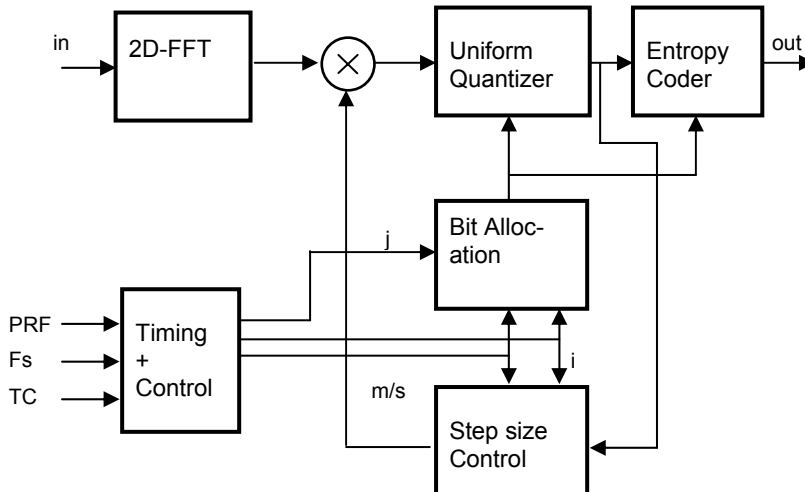 in
2D-FFT
Uniform
Quantizer
Entropy
Coder
out
j
Bit Alloc-
ation
PRF
Fs
TC
Timing
+
Control
i
m/s
Step size
Control